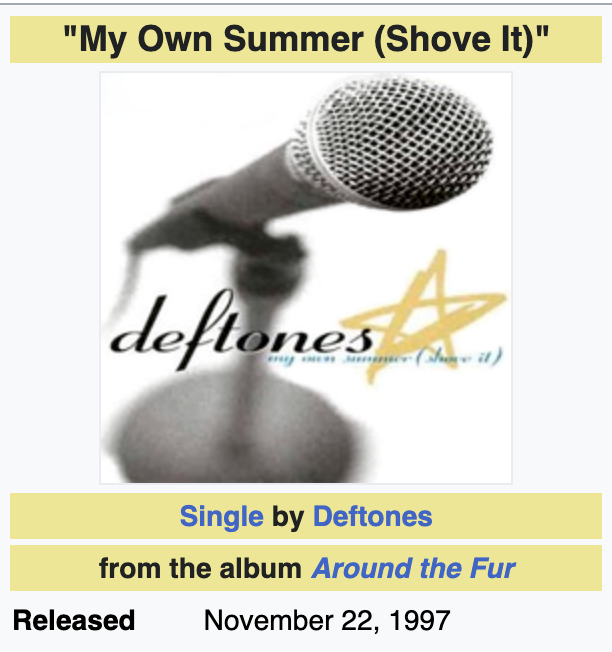 "My Own Summer (Shove It)"
deftones
my own summer (shove it)
Single by Deftones
from the album Around the Fur
Released November 22, 1997